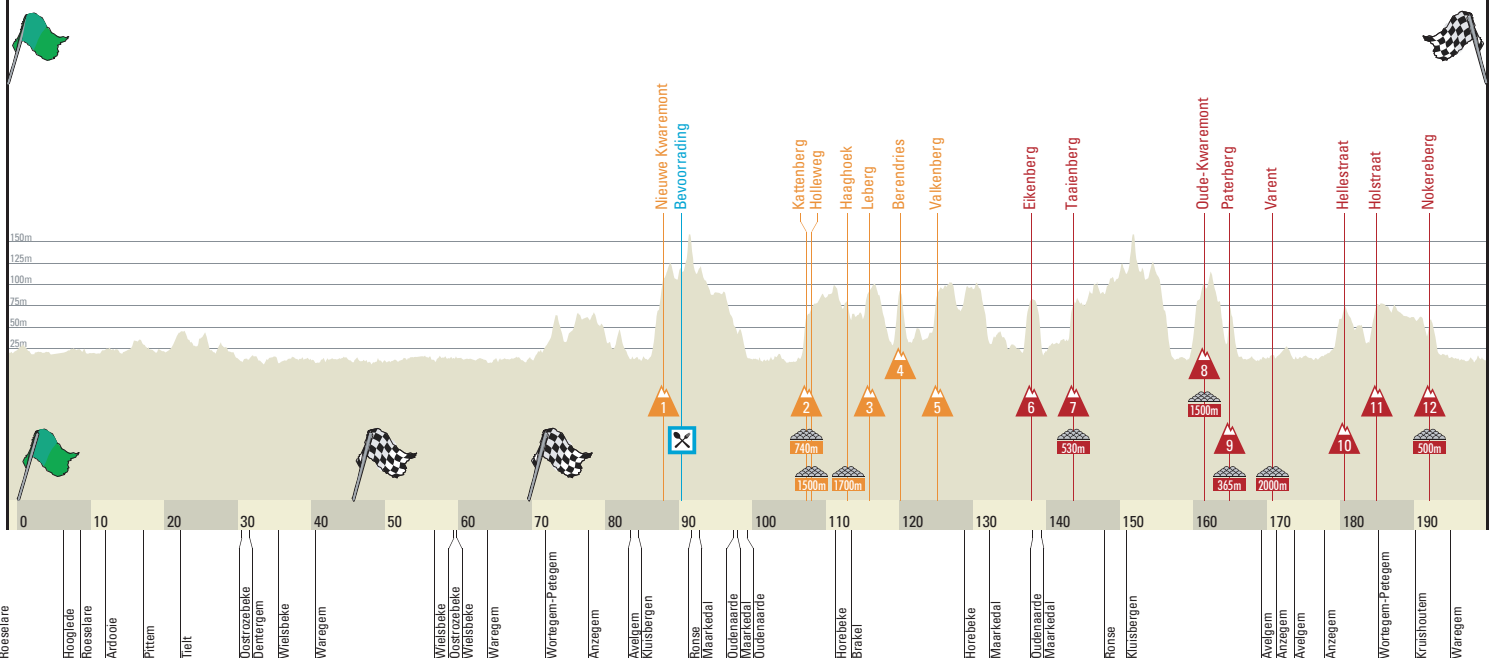 Nieuwe Kwaremont
Bevoorrading
Kattenberg
Holleweg
Haaghoek
Leberg
Berendries
Valkenberg
Eikenberg
Taaienberg
Oude-Kwaremont
Paterberg
Varent
Hellestraat
Holstraat
Nokereberg
150m
125m
100m
75m
50m
25m
4
8
1
2
3
5
6
7
1500m
11
12
740m
530m
9
10
500m
1500m
1700m
365m
2000m
0 10 20 30 40 50 60 70 80 90 100 110 120 130 140 150 160 170 180 190
Roeselare
Hooglede
Roeselare
Ardooie
Pittem
Tielt
Oostrozebeke
Dentergem
Wielsbeke
Waregem
Wielsbeke
Oostrozebeke
Wielsbeke
Waregem
Wortegem-Petegem
Anzegem
Avelgem
Kluisbergen
Ronse
Maarkedal
Oudenaarde
Maarkedal
Oudenaarde
Horebeke
Brakel
Horebeke
Maarkedal
Oudenaarde
Maarkedal
Ronse
Kluisbergen
Avelgem
Anzegem
Avelgem
Anzegem
Wortegem-Petegem
Kruishoutem
Waregem